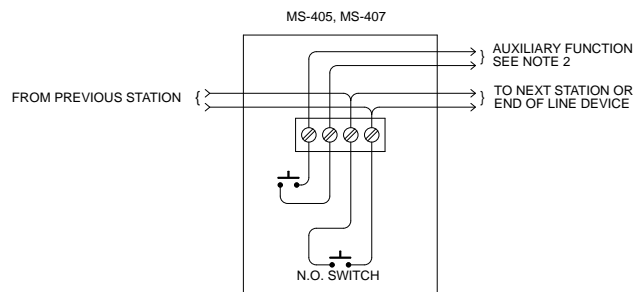 MS-405, MS-407
AUXILIARY FUNCTION
SEE NOTE 2
FROM PREVIOUS STATION
TO NEXT STATION OR
END OF LINE DEVICE
N.O. SWITCH